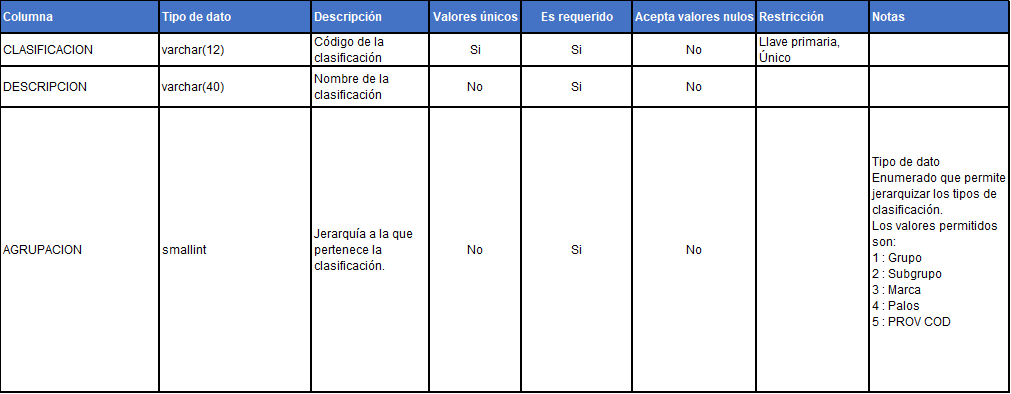 Columna
Tipo de dato
Descripción
Valores únicos
Es requerido
Acepta valores nulos
Restricción
Notas
CLASIFICACION
varchar(12)
Código de la
clasificación
Si
Si
No
Llave primaria,
Único
DESCRIPCION
varchar(40)
Nombre de la
clasificación
No
Si
No
AGRUPACION
smallint
Jerarquía a la que
pertenece la
clasificación.
No
Si
No
Tipo de dato
Enumerado que permite
jerarquizar los tipos de
clasificación.
Los valores permitidos
son:
1 : Grupo
2 : Subgrupo
3 : Marca
4 : Palos
5 : PROV COD